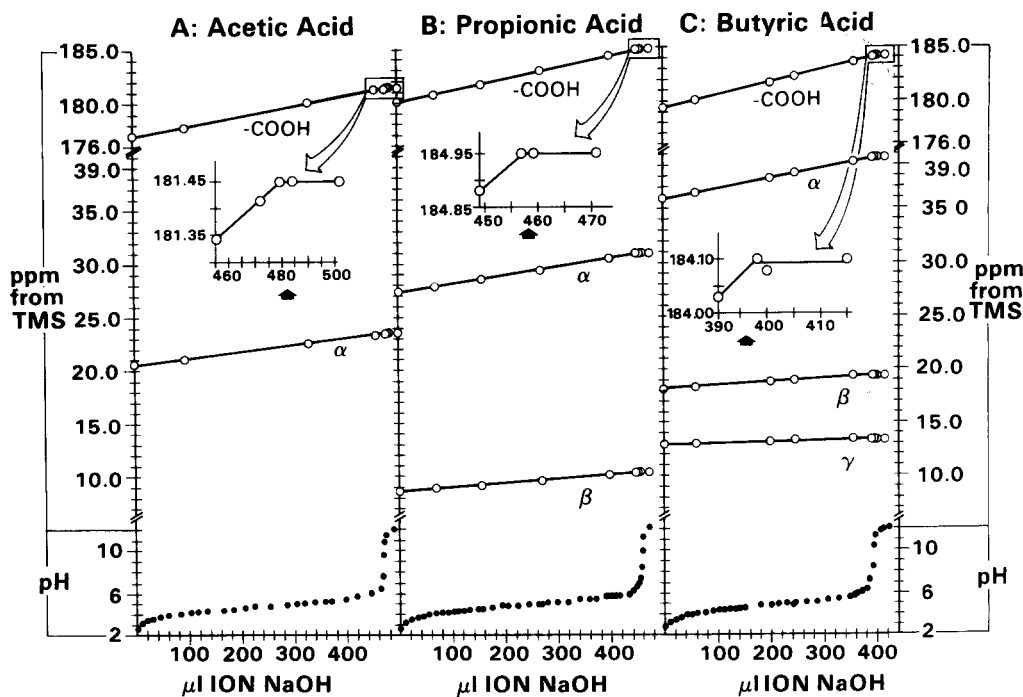 A: Acetic Acid
B: Propionic Acid
C: Butyric Acid
185.0
180.0
176.0
39.0
35.0
30.0
25.0
20.0
15.0
10.0
ppm
from
TMS
10
6
2
pH
-COOH
181.45
181.35
460
480
500
α
-COOH
184.95
184.85
450
460
470
α
β
-COOH
α
184.10
184.00
390
400
410
β
γ
185.0
180.0
176.0
39.0
35.0
30.0
25.0
20.0
15.0
10.0
ppm
from
TMS
10
6
2
pH
100 200 300 400
100 200 300 400
100 200 300 400
μl ION NaOH
μl ION NaOH
μl ION NaOH